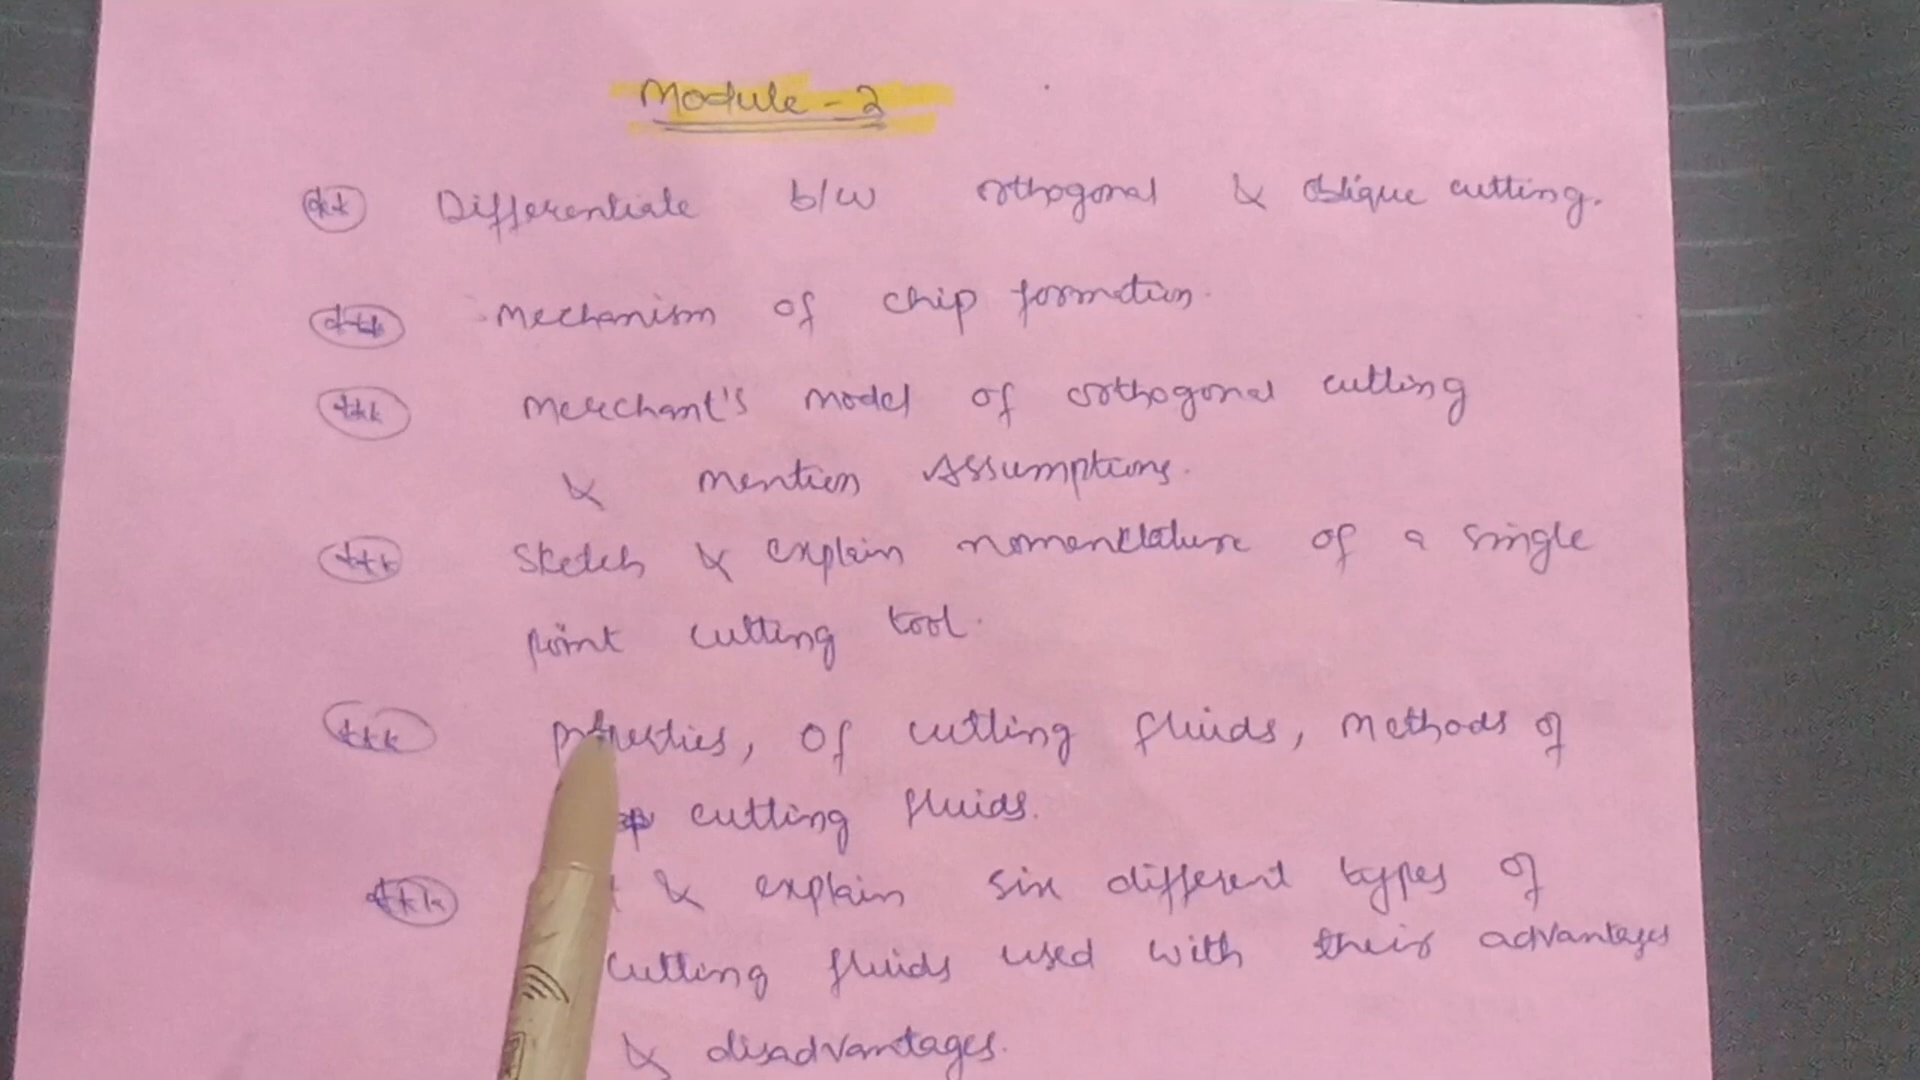 Module - 2
** Differentiate b/w orthogonal & oblique cutting.
*** Mechanism of chip formation.
*** Merchant's model of orthogonal cutting
& mention Assumptions.
*** Sketch & explain nomenclature of a single
point cutting tool.
*** properties, of cutting fluids, Methods of
cutting fluids.
*** & explain six different types of
cutting fluids used with their advantages
& disadvantages.